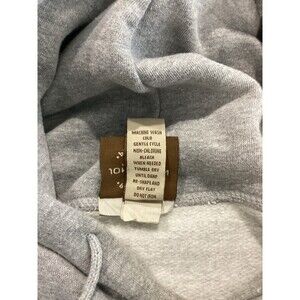 MACHINE WASH
COLD
GENTLE CYCLE
NON-CHLORINE
BLEACH
WHEN NEEDED
TUMBLE DRY
UNTIL DAMP
RE-SHAPE AND
DRY FLAT
DO NOT IRON